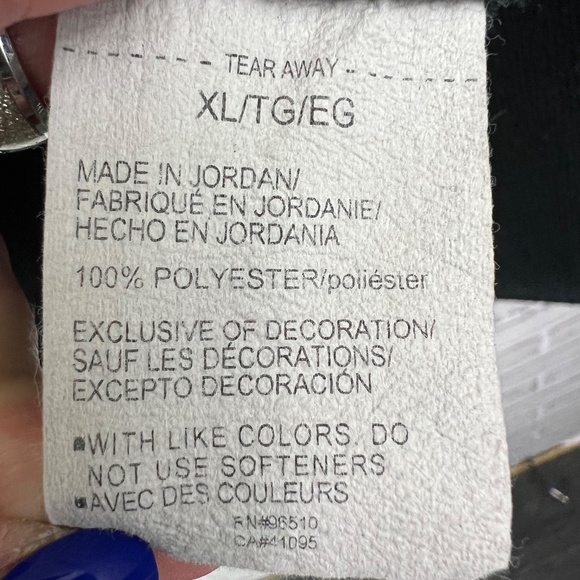 TEAR AWAY
XL/TG/EG
MADE IN JORDAN/
FABRIQUÉ EN JORDANIE/
HECHO EN JORDANIA
100% POLYESTER/poliéster
EXCLUSIVE OF DECORATION/
SAUF LES DÉCORATIONS/
EXCEPTO DECORACIÓN
WITH LIKE COLORS. DO
NOT USE SOFTENERS
AVEC DES COULEURS
RN#96510
CA#41095